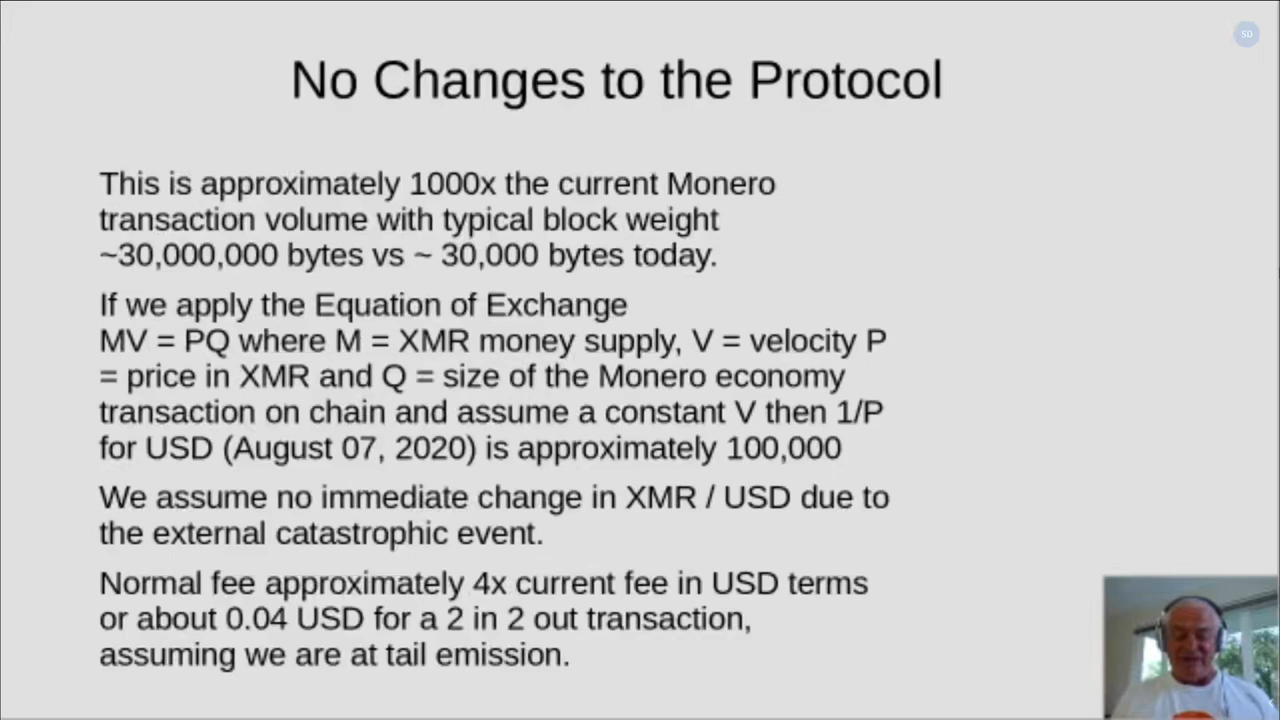 SD
No Changes to the Protocol
This is approximately 1000x the current Monero
transaction volume with typical block weight
~30,000,000 bytes vs ~ 30,000 bytes today.
If we apply the Equation of Exchange
MV = PQ where M = XMR money supply, V = velocity P
= price in XMR and Q = size of the Monero economy
transaction on chain and assume a constant V then 1/P
for USD (August 07, 2020) is approximately 100,000
We assume no immediate change in XMR / USD due to
the external catastrophic event.
Normal fee approximately 4x current fee in USD terms
or about 0.04 USD for a 2 in 2 out transaction,
assuming we are at tail emission.